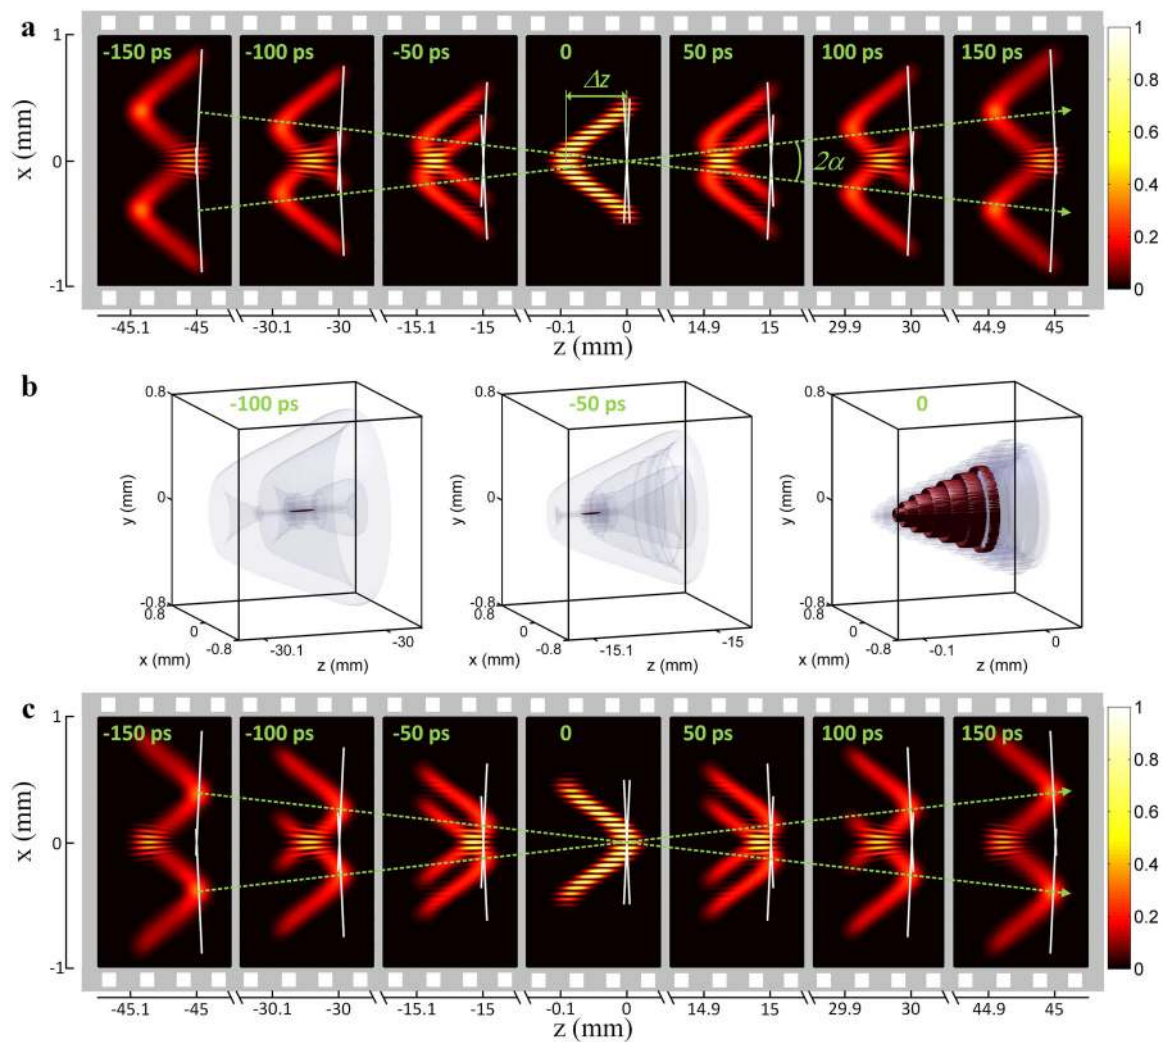 a
-150 ps -100 ps -50 ps 0 50 ps 100 ps 150 ps
Δz
2α
x (mm)
1
0
-1
1
0.8
0.6
0.4
0.2
0
-45.1 -45 -30.1 -30 -15.1 -15 -0.1 0 14.9 15 29.9 30 44.9 45
z (mm)
b
-100 ps
0.8
0
-0.8
y (mm)
0.8
0
-0.8
x (mm)
-30.1
-30
z (mm)
-50 ps
0.8
0
-0.8
y (mm)
0.8
0
-0.8
x (mm)
-15.1
-15
z (mm)
0
0.8
0
-0.8
y (mm)
0.8
0
-0.8
x (mm)
-0.1
0
z (mm)
c
-150 ps -100 ps -50 ps 0 50 ps 100 ps 150 ps
x (mm)
1
0
-1
1
0.8
0.6
0.4
0.2
0
-45.1 -45 -30.1 -30 -15.1 -15 -0.1 0 14.9 15 29.9 30 44.9 45
z (mm)